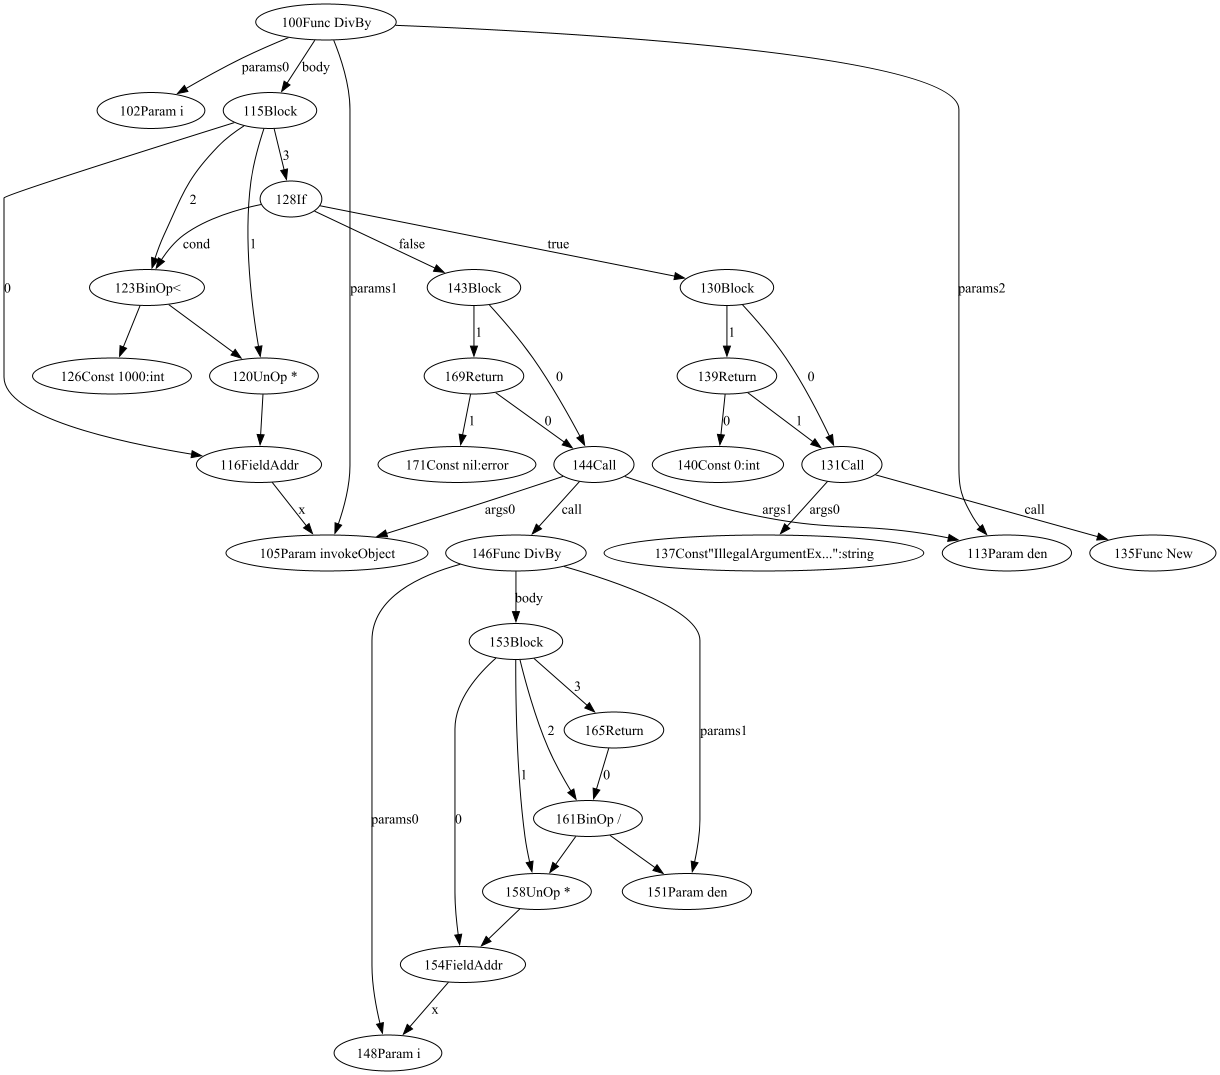 100Func DivBy
params0
body
102Param i
115Block
3
128If
2
cond
1
false
true
0
123BinOp<
params1
143Block
130Block
params2
1
1
126Const 1000:int
120UnOp *
169Return
0
139Return
0
1
0
0
1
116FieldAddr
171Const nil:error
144Call
140Const 0:int
131Call
x
args0
call
args1
args0
call
105Param invokeObject
146Func DivBy
137Const"IllegalArgumentEx...":string
113Param den
135Func New
body
153Block
3
165Return
2
params1
1
0
params0
0
161BinOp /
158UnOp *
151Param den
154FieldAddr
x
148Param i